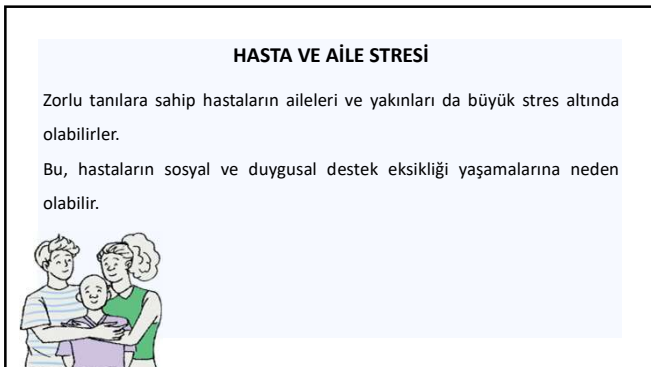 HASTA VE AİLE STRESİ
Zorlu tanılara sahip hastaların aileleri ve yakınları da büyük stres altında
olabilirler.
Bu, hastaların sosyal ve duygusal destek eksikliği yaşamalarına neden
olabilir.